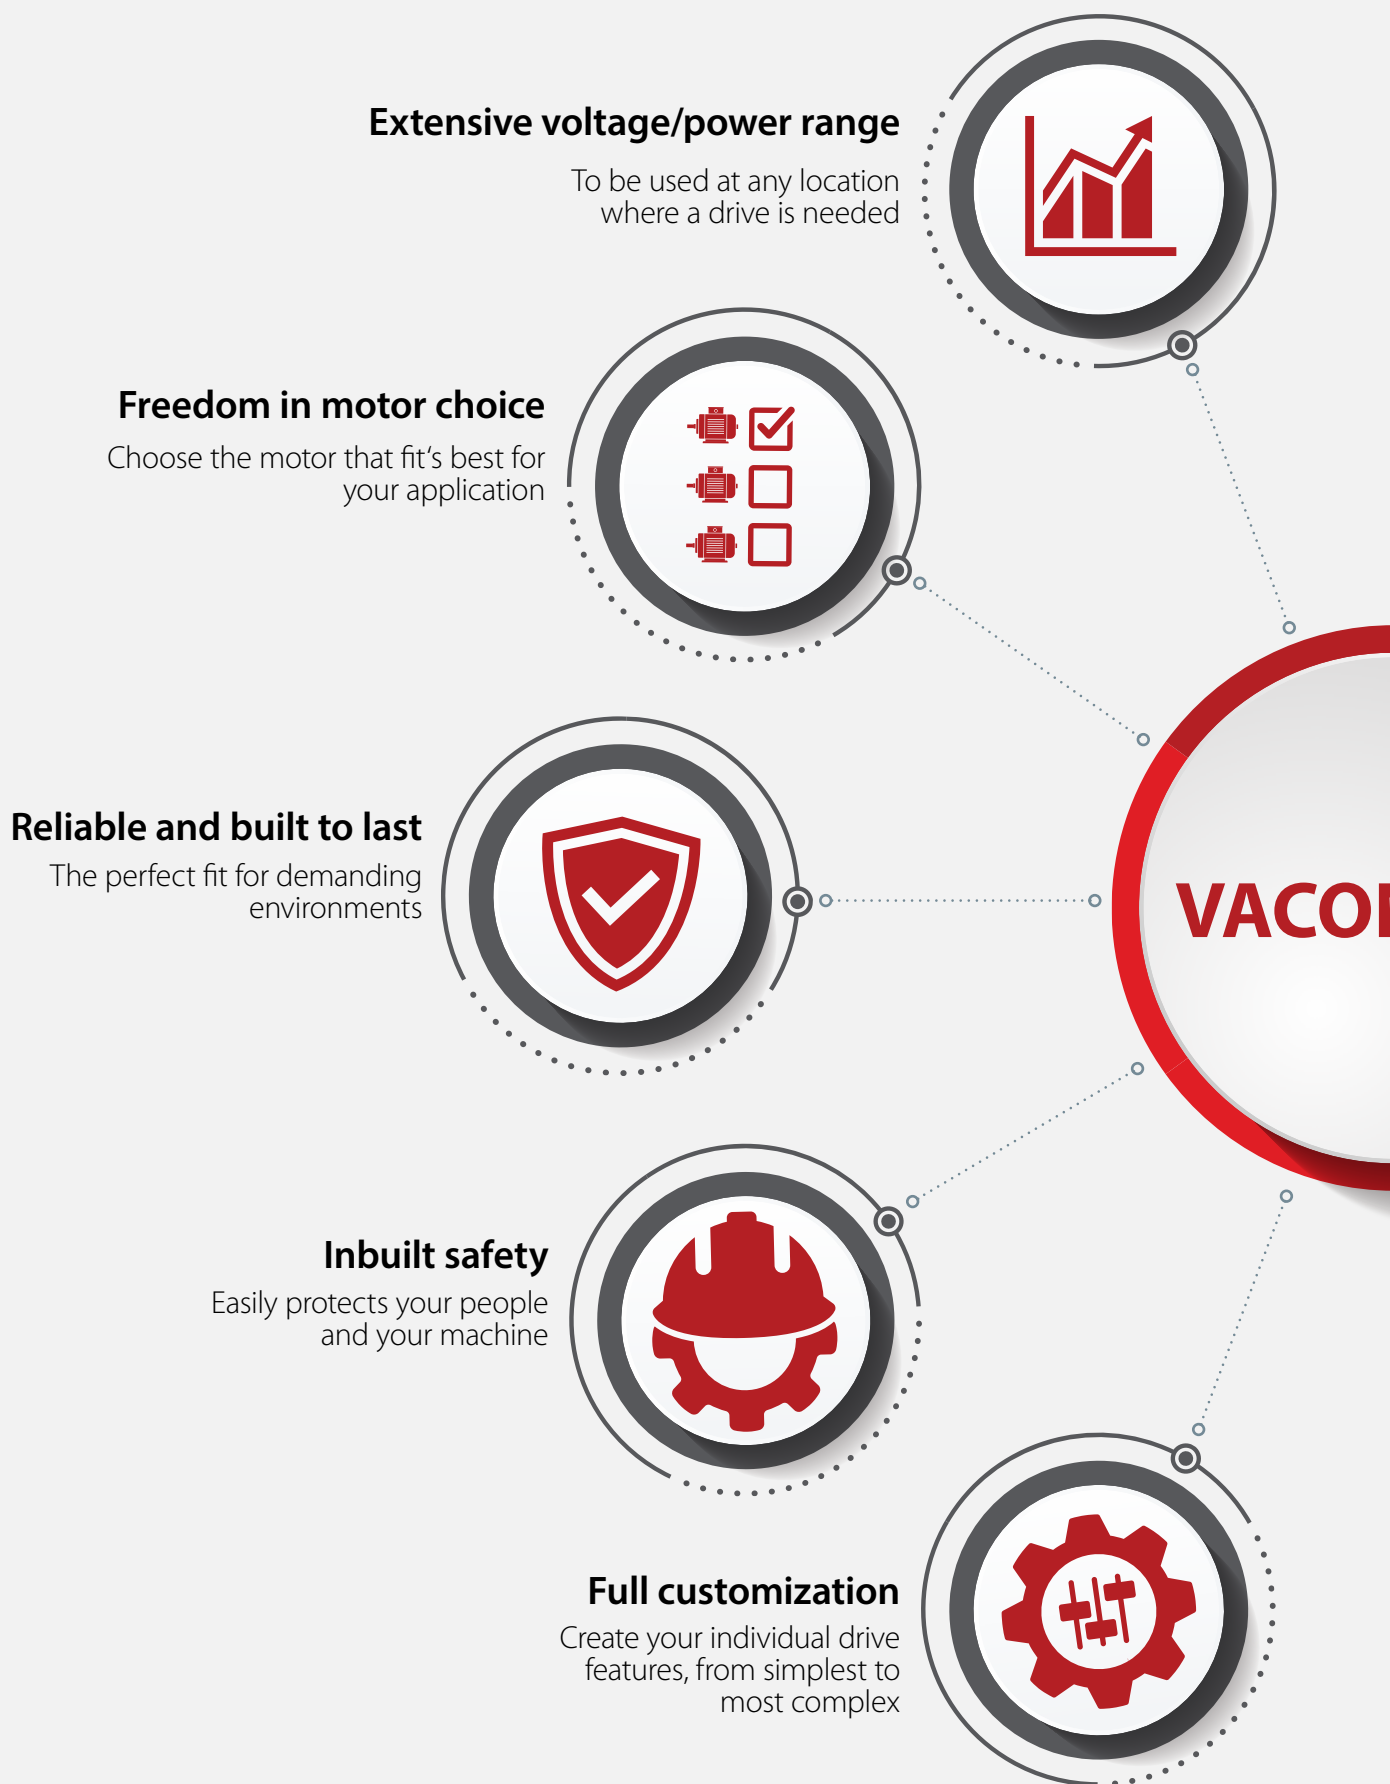 Extensive voltage/power range
To be used at any location
where a drive is needed
Freedom in motor choice
Choose the motor that fit‘s best for
your application
Reliable and built to last
The perfect fit for demanding
environments
Inbuilt safety
Easily protects your people
and your machine
Full customization
Create your individual drive
features, from simplest to
most complex